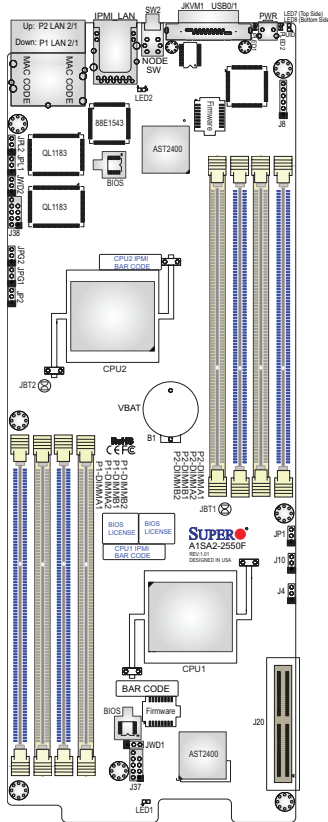 Up: P2 LAN 2/1
Down: P1 LAN 2/1
MAC CODE
MAC CODE
IPMI_LAN
SW2
NODE
SW
JKVM1
USB0/1
PWR
LED7 (Top Side)
LED8 (Bottom Side)
UID
LED2
88E1543
Firmware
J8
AST2400
BIOS
JPL2
JPL1
JWD2
QL1183
QL1183
J38
JPG2
JPG1
JP2
CPU2 IPMI
BAR CODE
CPU2
JBT2
VBAT
B1
P2-DIMMA1
P2-DIMMA2
P2-DIMMB1
P2-DIMMB2
JBT1
RoHS
CE FC
P1-DIMMB2
P1-DIMMB1
P1-DIMMA2
P1-DIMMA1
BIOS
LICENSE
BIOS
LICENSE
CPU1 IPMI
BAR CODE
SUPER
A1SA2-2550F
REV:1.01
DESIGNED IN USA
JP1
J10
J4
CPU1
BAR CODE
BIOS
Firmware
JWD1
J37
AST2400
J20
LED1